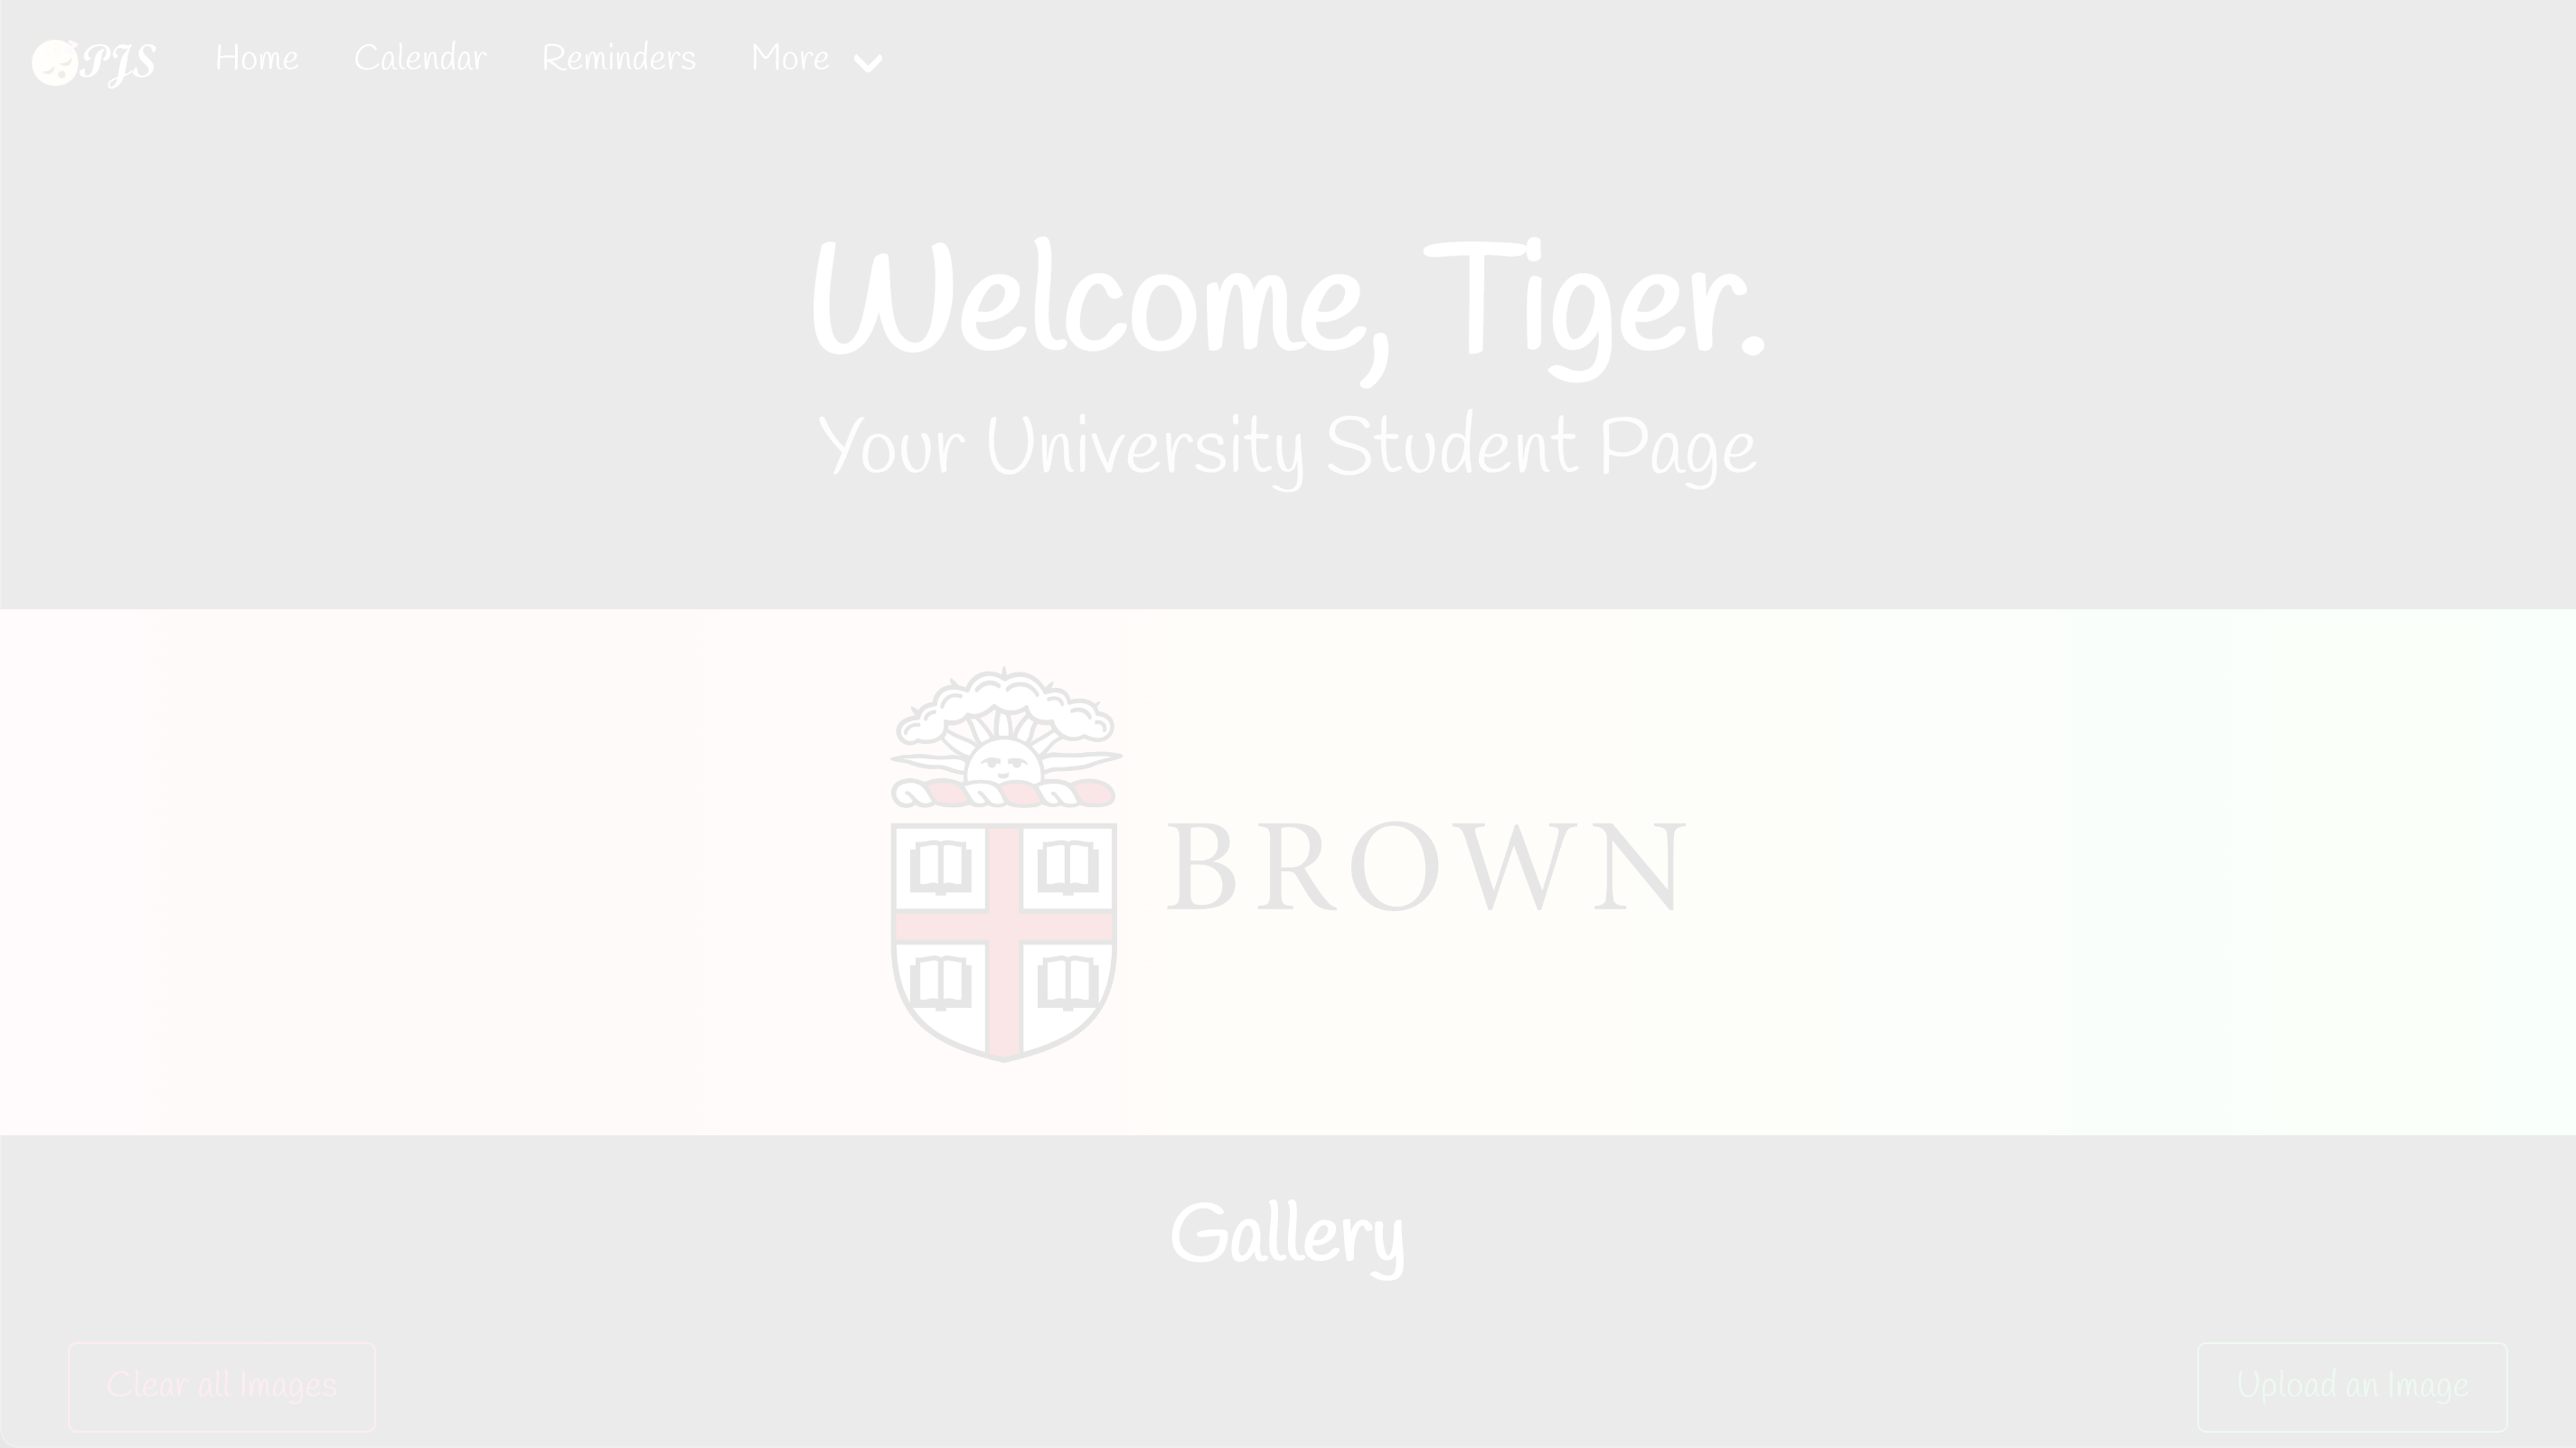 PJS Home Calendar Reminders More
Welcome, Tiger.
Your University Student Page
BROWN
Gallery
Clear all Images Upload an Image